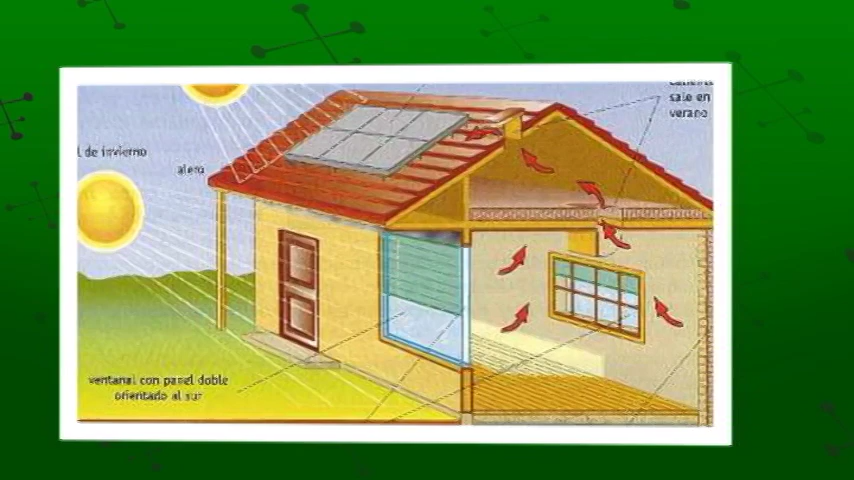 sale en
verano
l de invierno
alero
ventanal con panel doble
orientado al sur